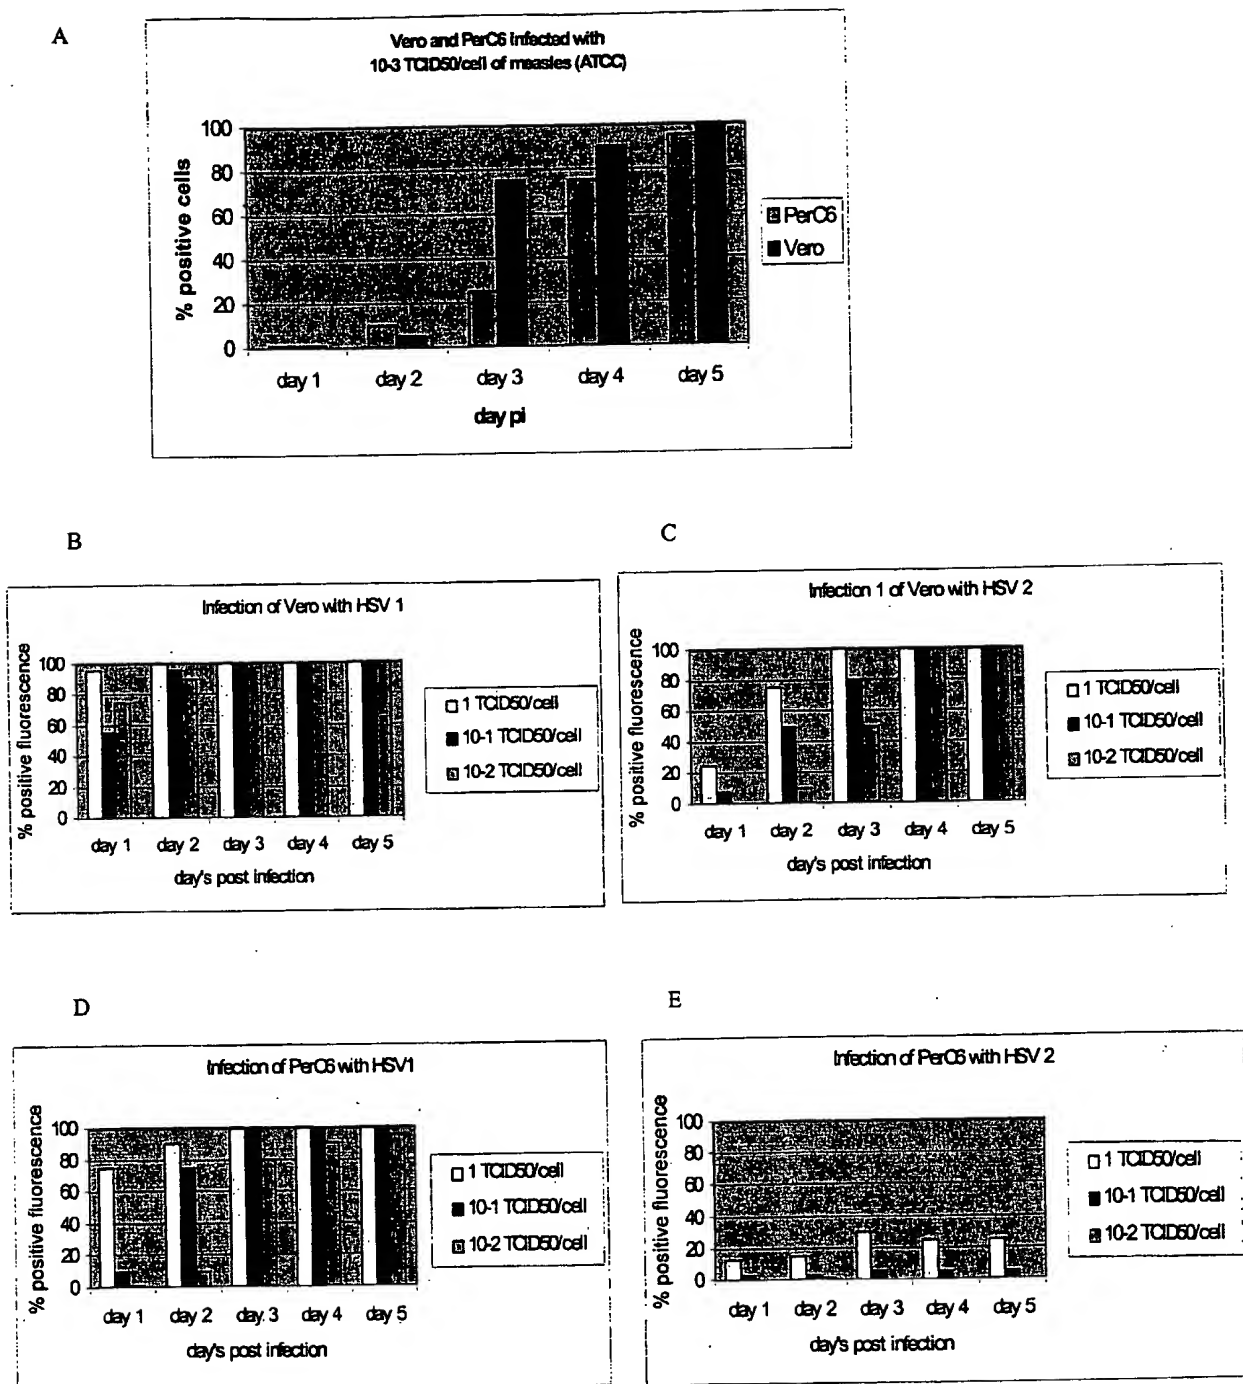 A
Vero and PerC6 infected with
10-3 TCID50/cell of measles (ATCC)
% positive cells
100
80
60
40
20
0
day 1 day 2 day 3 day 4 day 5
day pi
PerC6
Vero
B
Infection of Vero with HSV 1
% positive fluorescence
100
80
60
40
20
0
day 1 day 2 day 3 day 4 day 5
day's post infection
1 TCID50/cell
10-1 TCID50/cell
10-2 TCID50/cell
C
Infection 1 of Vero with HSV 2
% positive fluorescence
100
80
60
40
20
0
day 1 day 2 day 3 day 4 day 5
day's post infection
1 TCID50/cell
10-1 TCID50/cell
10-2 TCID50/cell
D
Infection of PerC6 with HSV1
% positive fluorescence
100
80
60
40
20
0
day 1 day 2 day 3 day 4 day 5
day's post infection
1 TCID50/cell
10-1 TCID50/cell
10-2 TCID50/cell
E
Infection of PerC6 with HSV 2
% positive fluorescence
100
80
60
40
20
0
day 1 day 2 day 3 day 4 day 5
day's post infection
1 TCID50/cell
10-1 TCID50/cell
10-2 TCID50/cell